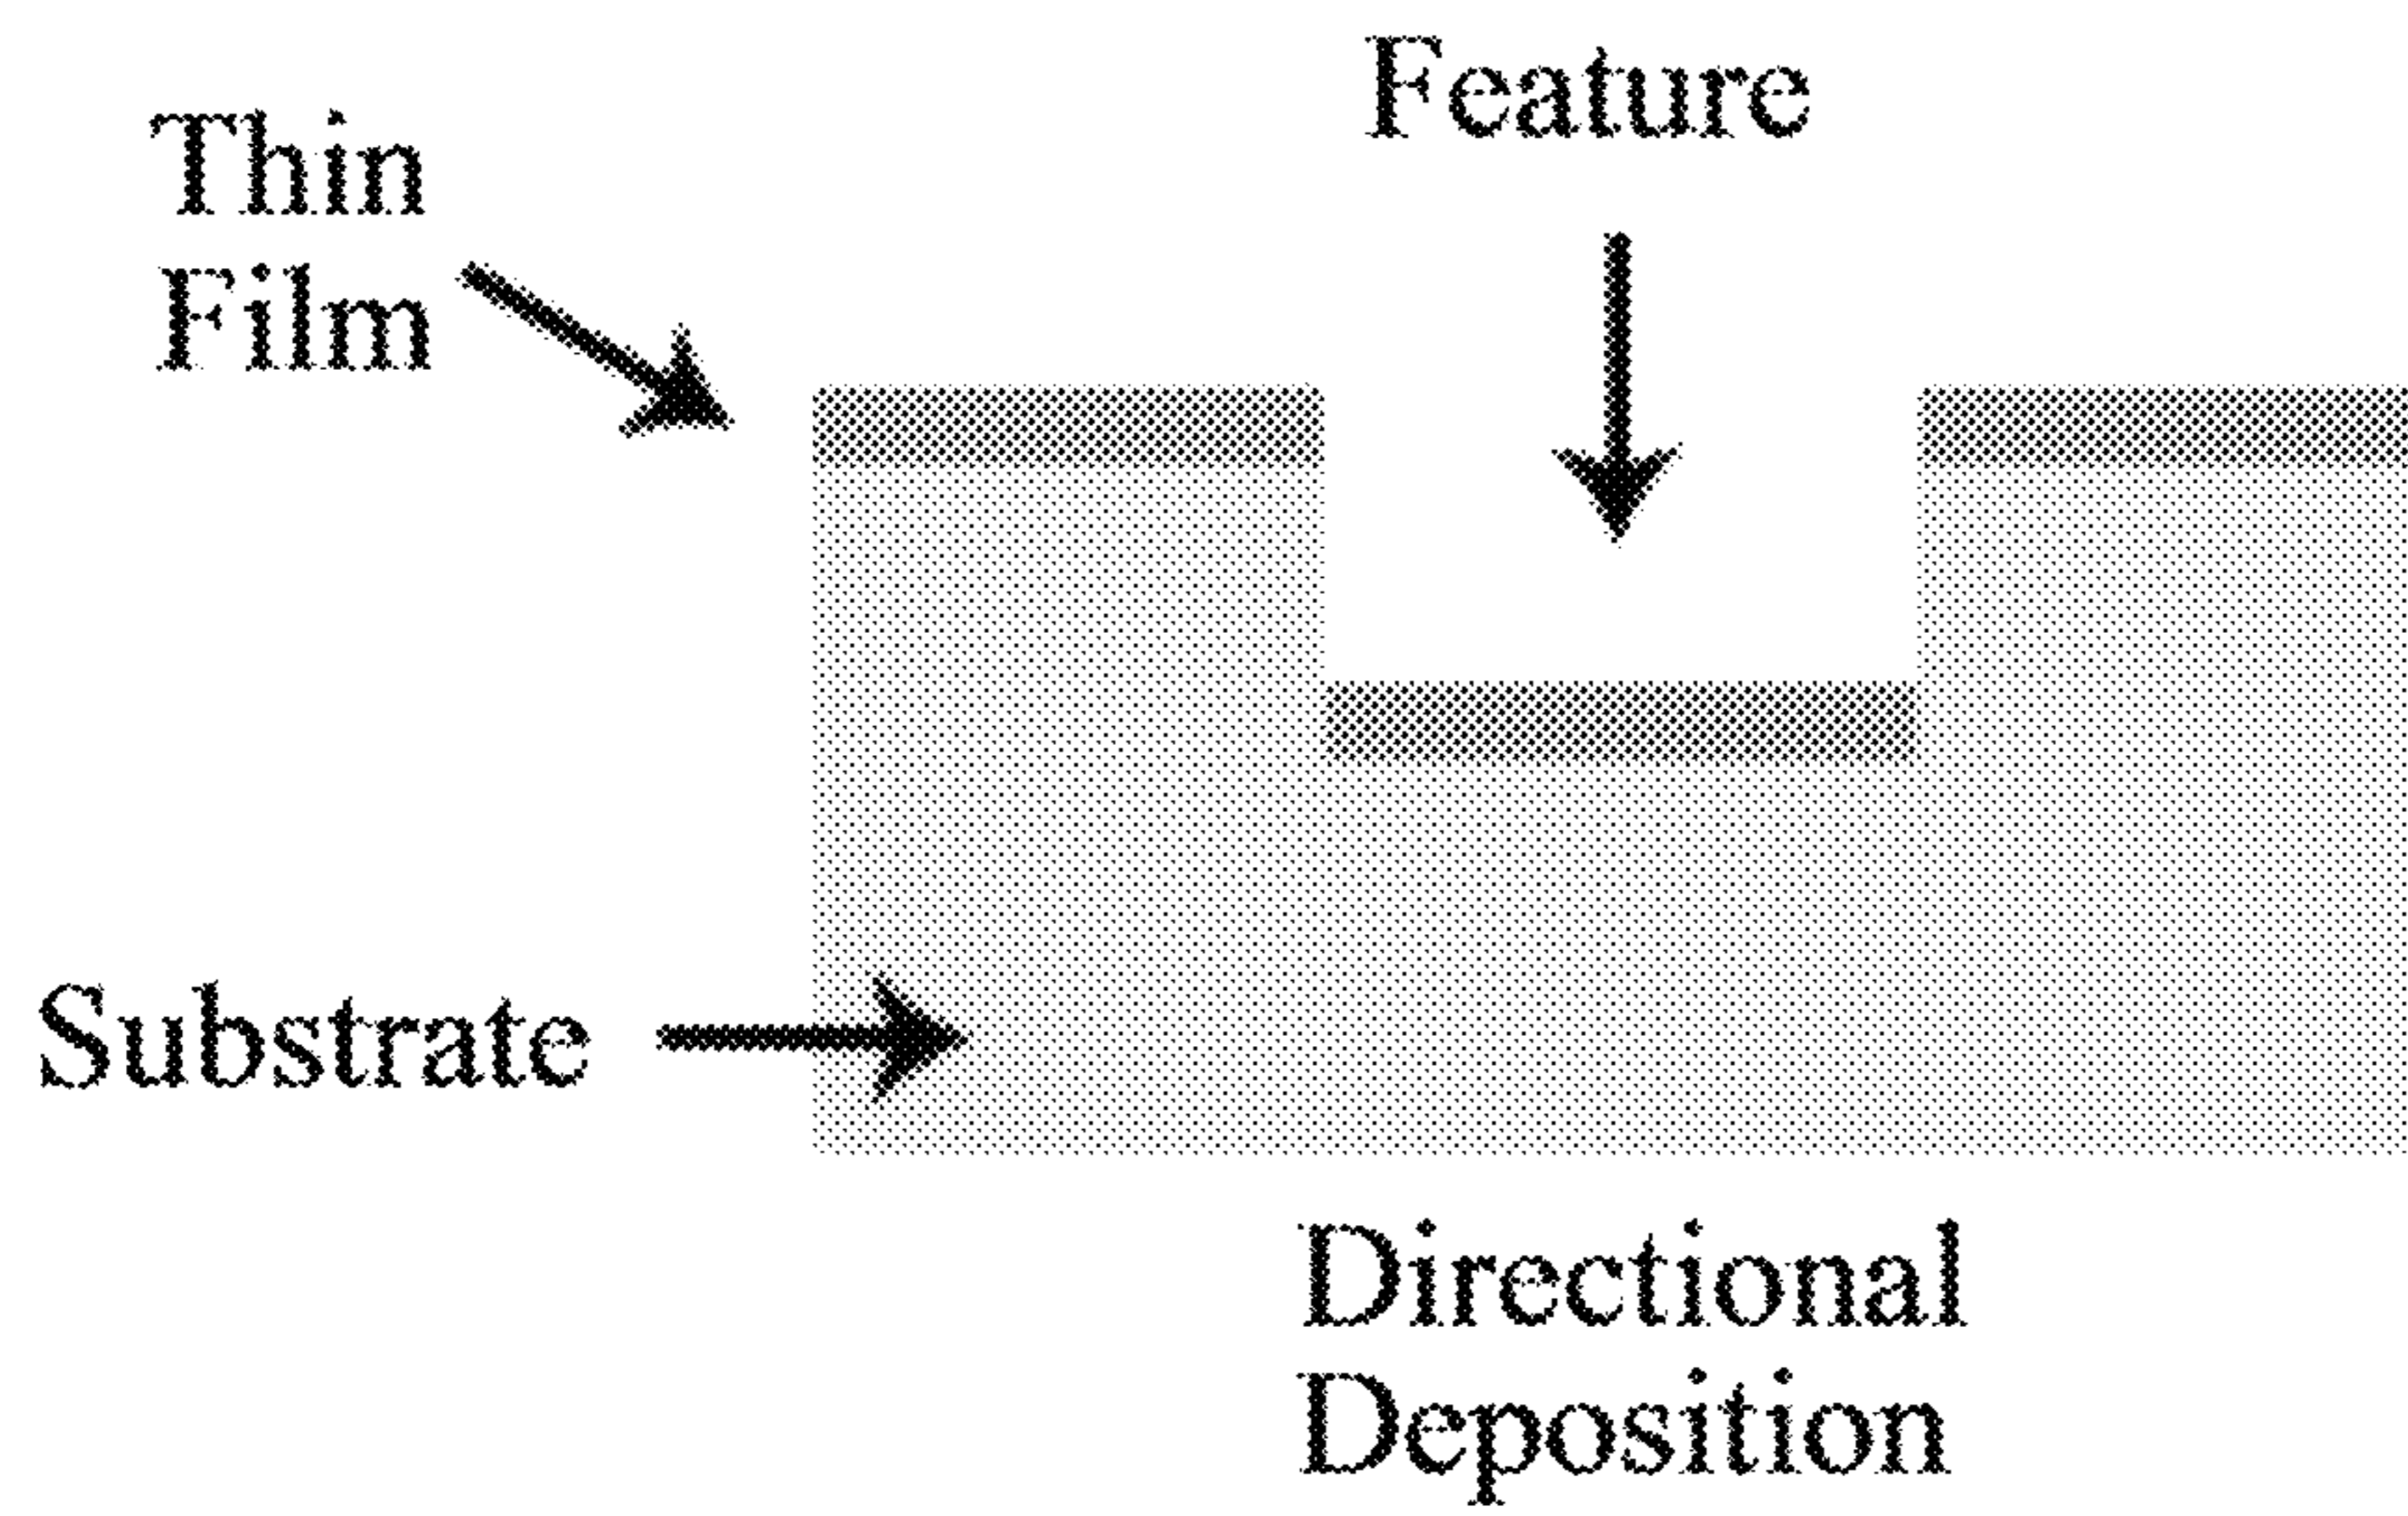 Feature
Thin
Film
Substrate
Directional
Deposition